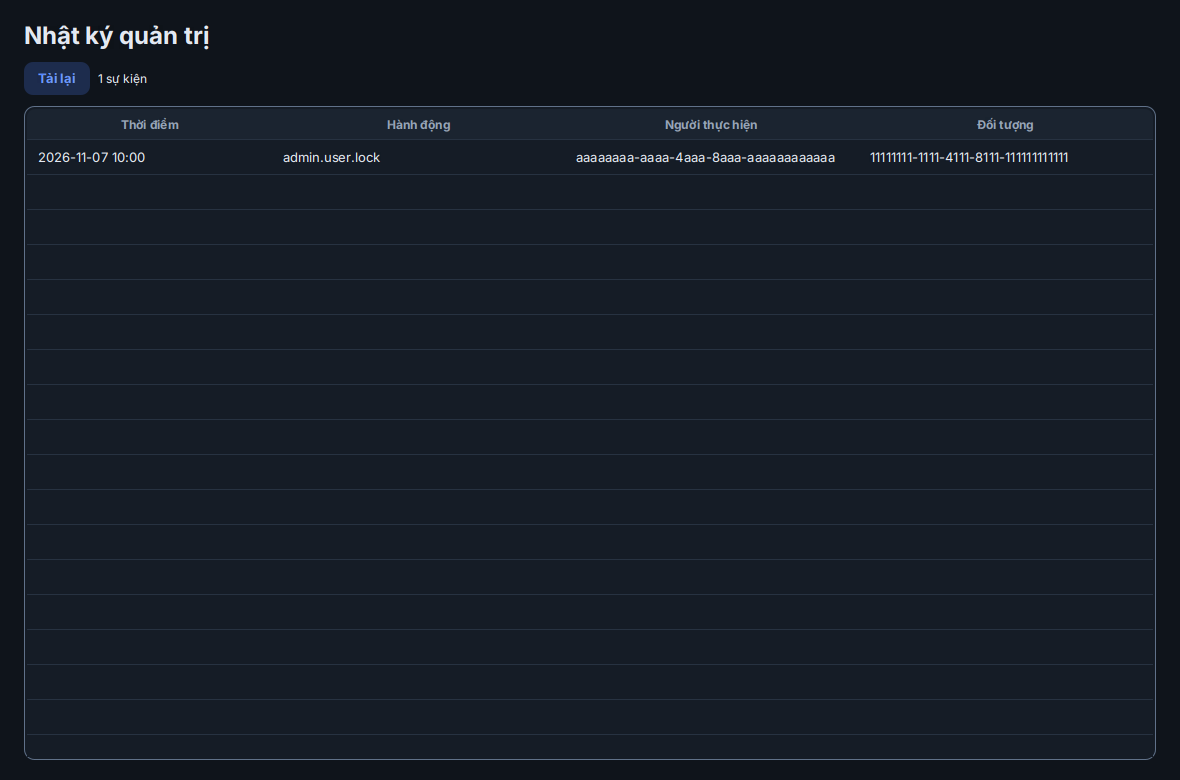 Nhật ký quản trị
Tải lại 1 sự kiện
Thời điểm Hành động Người thực hiện Đối tượng
2026-11-07 10:00 admin.user.lock aaaaaaaa-aaaa-4aaa-8aaa-aaaaaaaaaaaa 11111111-1111-4111-8111-111111111111